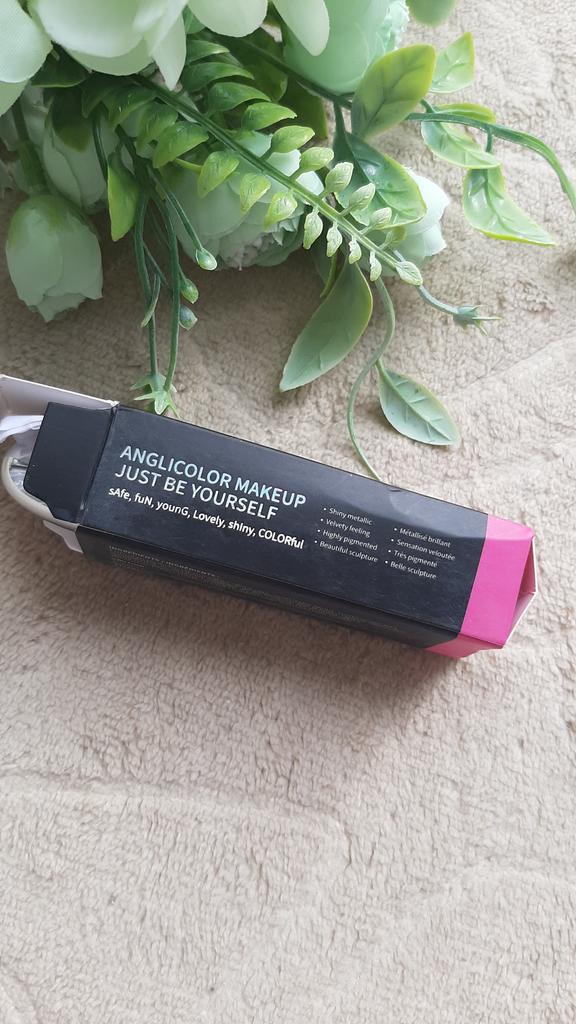 ANGLICOLOR MAKEUP
JUST BE YOURSELF
sAfe, fuN, younG, Lovely, shiny, COLORful
• Shiny metallic
• Velvety feeling
• Highly pigmented
• Beautiful sculpture
• Métallisé brillant
• Sensation veloutée
• Très pigmenté
• Belle sculpture